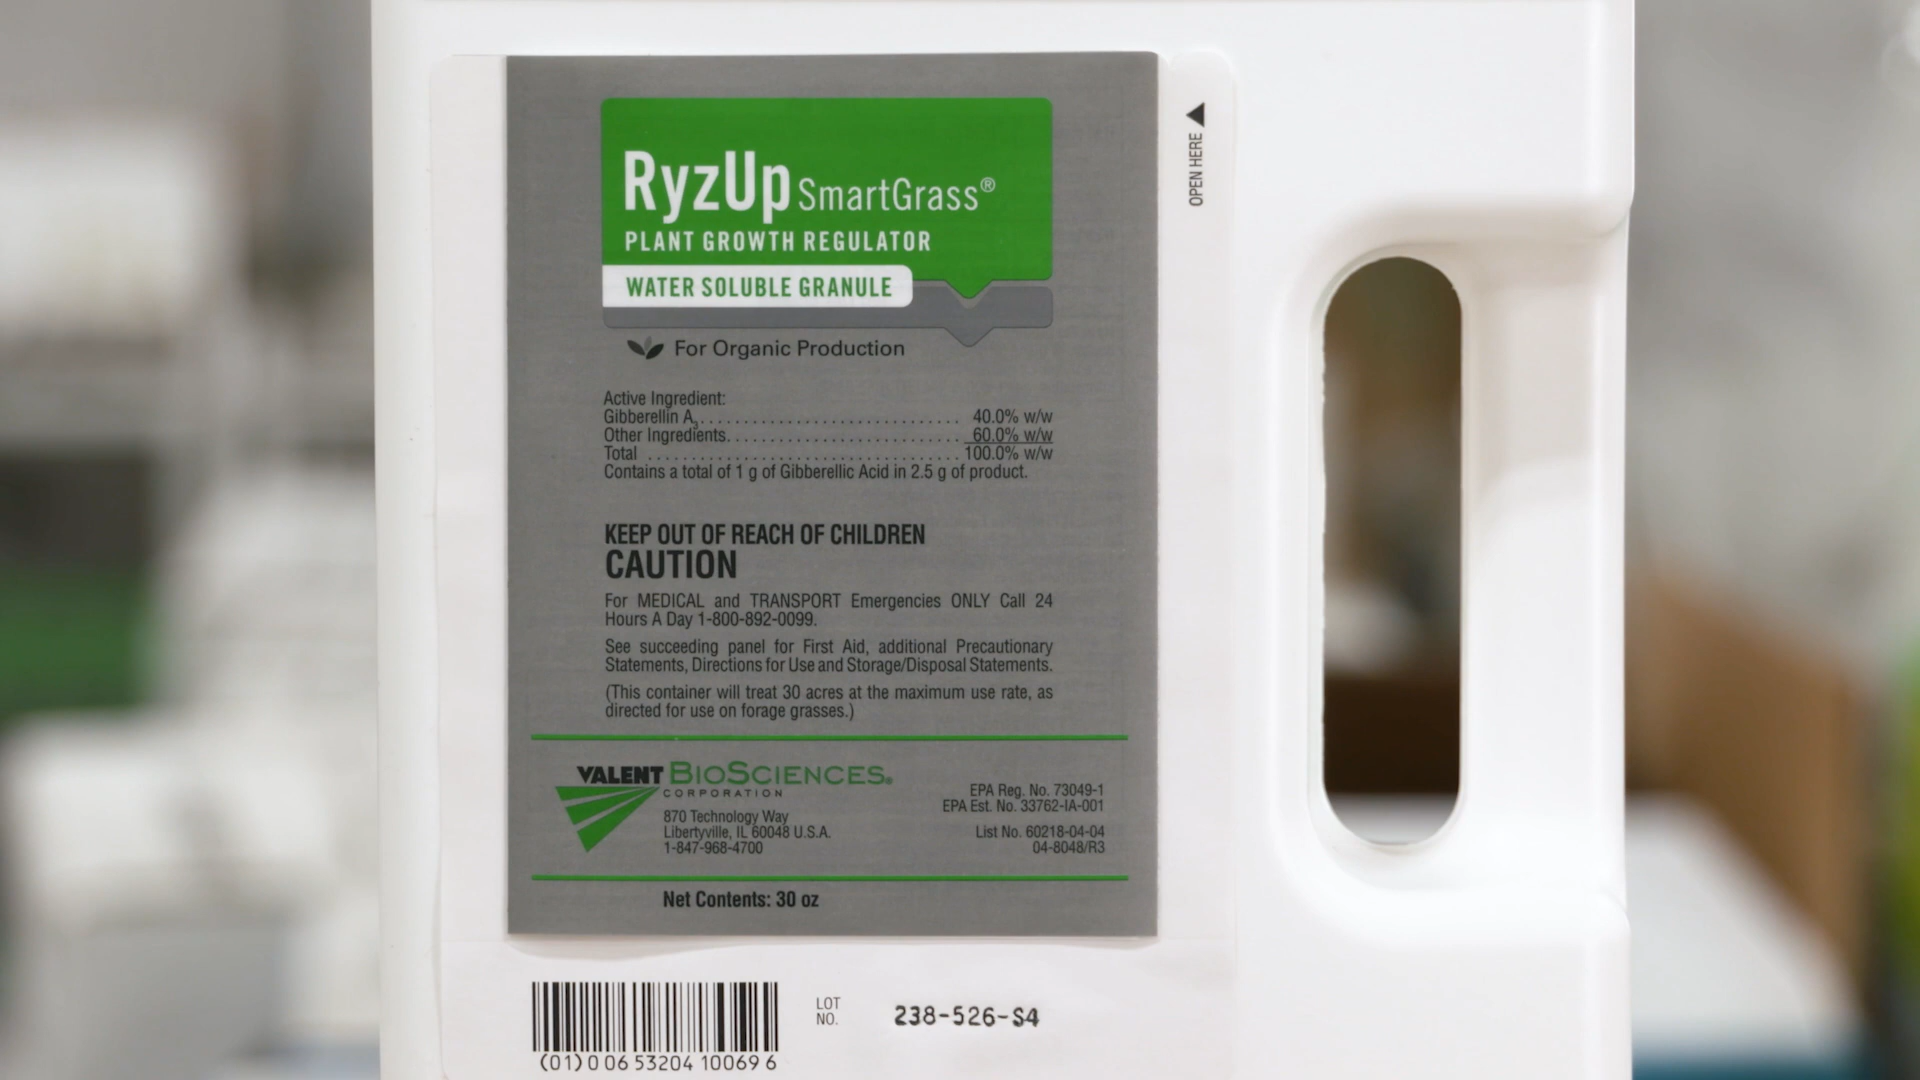 OPEN HERE
RyzUp SmartGrass®
PLANT GROWTH REGULATOR
WATER SOLUBLE GRANULE
For Organic Production
Active Ingredient:
Gibberellin A₃. . . . . . . . . . . . . . . . . . . . . . . . . . . . 40.0% w/w
Other Ingredients. . . . . . . . . . . . . . . . . . . . . . . . . 60.0% w/w
Total . . . . . . . . . . . . . . . . . . . . . . . . . . . . . . . . . . 100.0% w/w
Contains a total of 1 g of Gibberellic Acid in 2.5 g of product.
KEEP OUT OF REACH OF CHILDREN
CAUTION
For MEDICAL and TRANSPORT Emergencies ONLY Call 24
Hours A Day 1-800-892-0099.
See succeeding panel for First Aid, additional Precautionary
Statements, Directions for Use and Storage/Disposal Statements.
(This container will treat 30 acres at the maximum use rate, as
directed for use on forage grasses.)
VALENT BIOSCIENCES®
CORPORATION
870 Technology Way
Libertyville, IL 60048 U.S.A.
1-847-968-4700
EPA Reg. No. 73049-1
EPA Est. No. 33762-IA-001
List No. 60218-04-04
04-8048/R3
Net Contents: 30 oz
(01) 0 06 53204 10069 6
LOT
NO.
238-526-S4